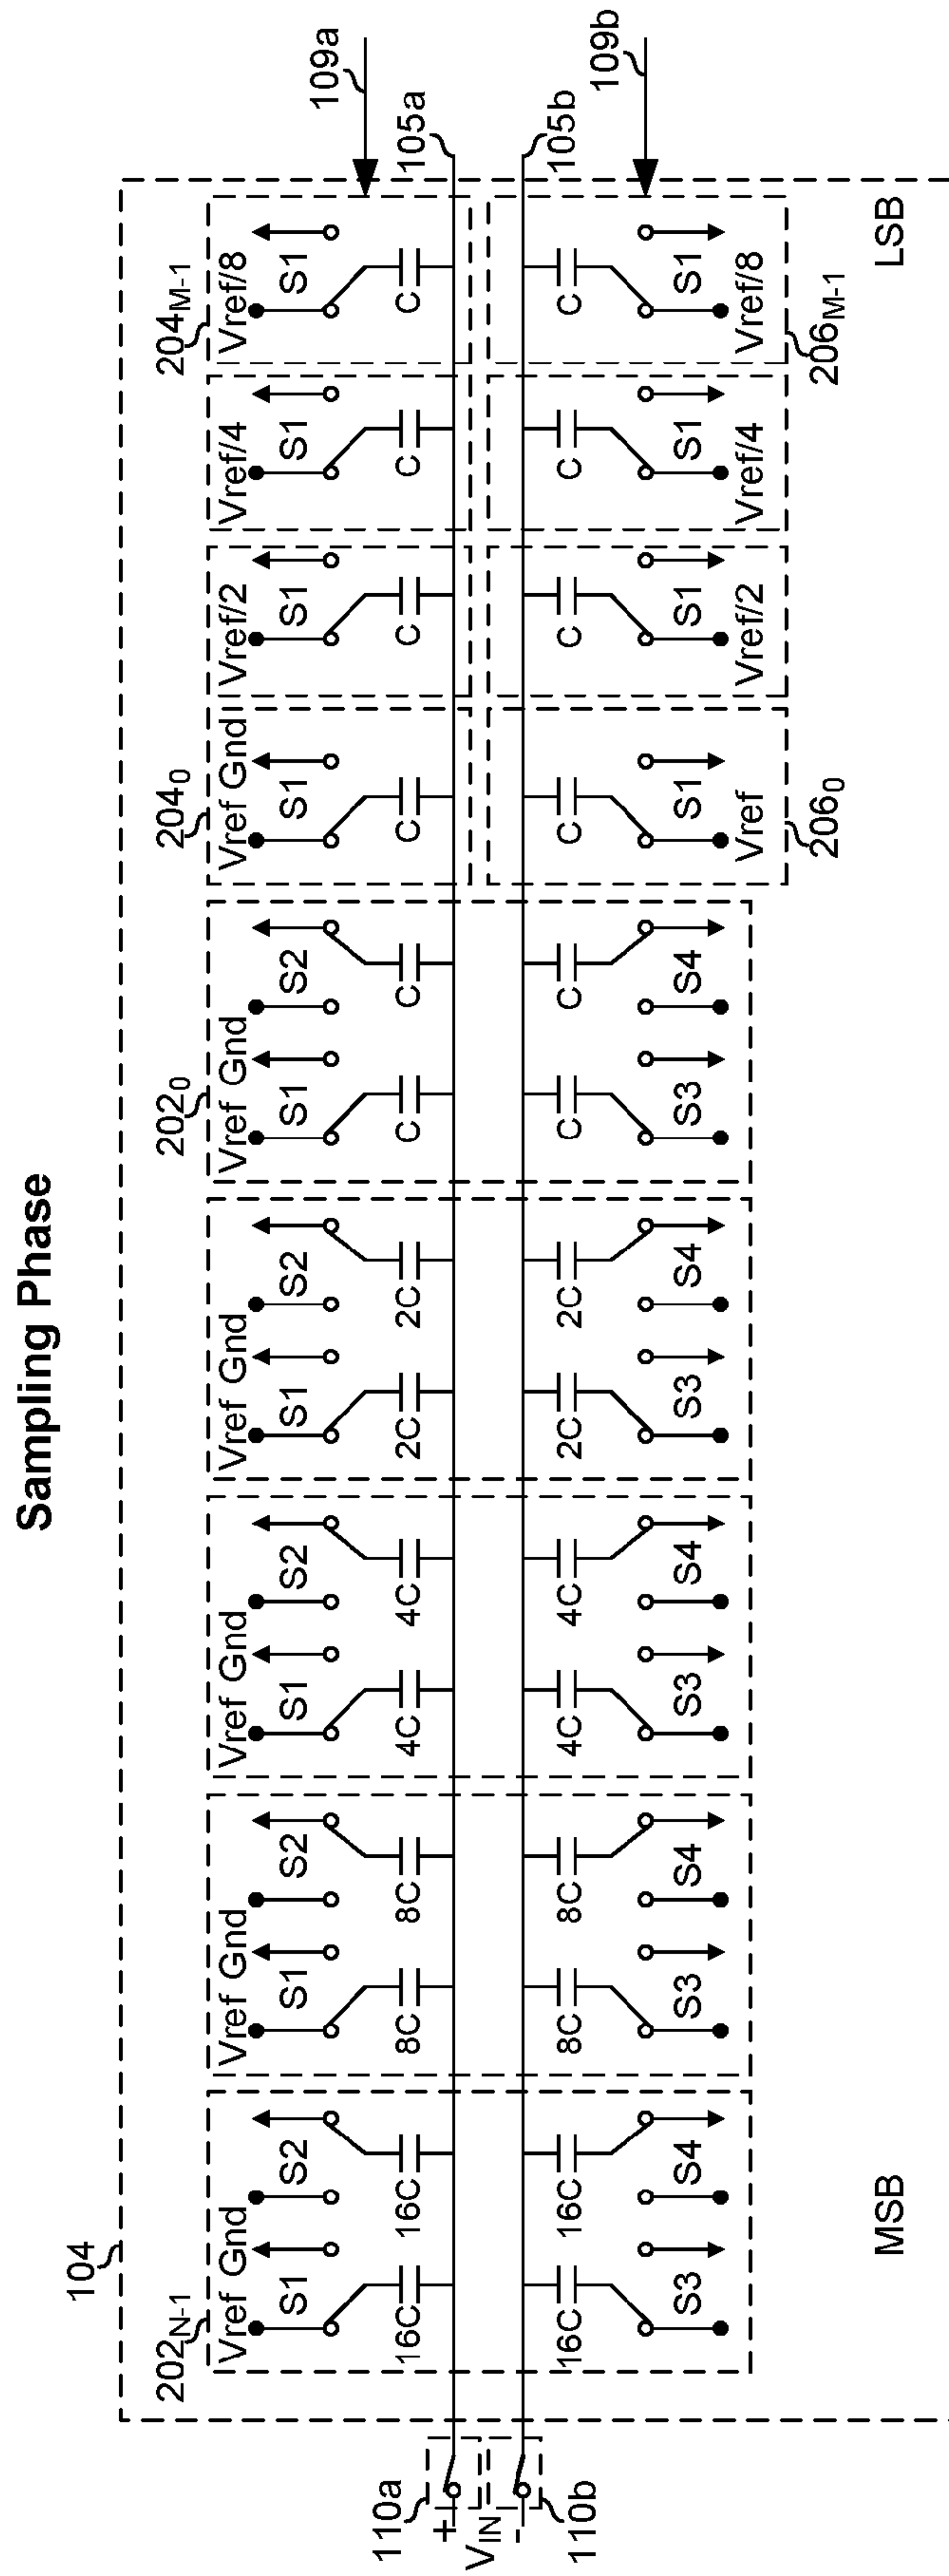 Sampling Phase
104
202N-1
2020
2040
204M-1
Vref Gnd Vref Gnd Vref Gnd Vref Gnd Vref Gnd Vref Gnd Vref/2 Vref/4 Vref/8
109a
S1 S2 S1 S2 S1 S2 S1 S2 S1 S2 S1 S1 S1 S1
16C 16C 8C 8C 4C 4C 2C 2C C C C C C C
110a
105a
+
VIN
-
105b
110b
109b
16C 16C 8C 8C 4C 4C 2C 2C C C C C C C
S3 S4 S3 S4 S3 S4 S3 S4 S3 S4 S1 S1 S1 S1
Vref Vref/2 Vref/4 Vref/8
2060
206M-1
MSB
LSB